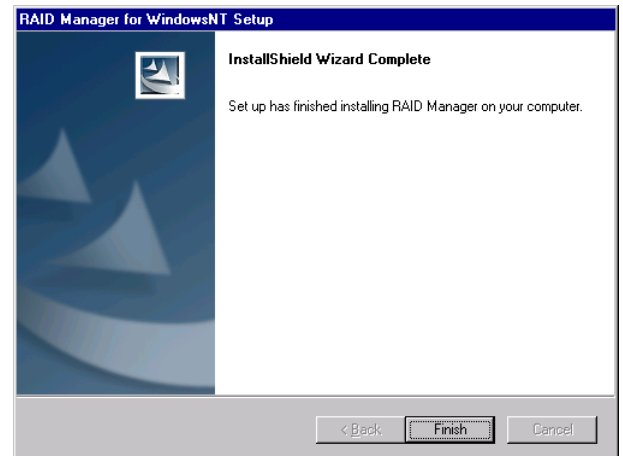 RAID Manager for WindowsNT Setup
InstallShield Wizard Complete
Set up has finished installing RAID Manager on your computer.
< Back
Finish
Cancel